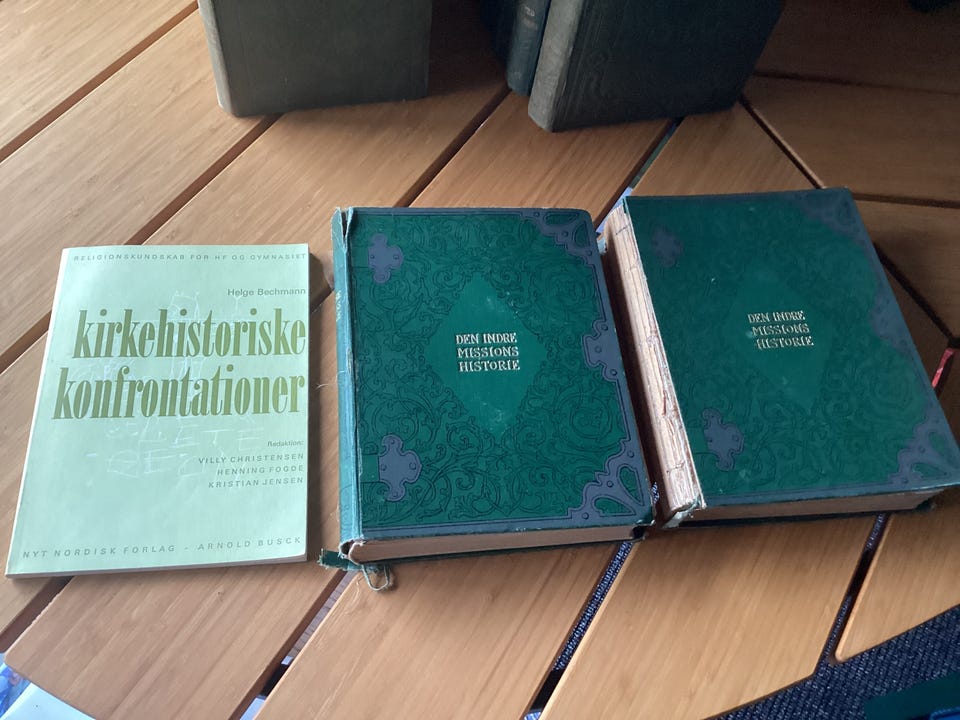 RELIGIONSKUNDSKAB FOR HF OG GYMNASIET
Helge Bechmann
kirkehistoriske
konfrontationer
Redaktion:
VILLY CHRISTENSEN
HENNING FOGDE
KRISTIAN JENSEN
NYT NORDISK FORLAG - ARNOLD BUSCK
DEN INDRE
MISSIONS
HISTORIE
DEN INDRE
MISSIONS
HISTORIE